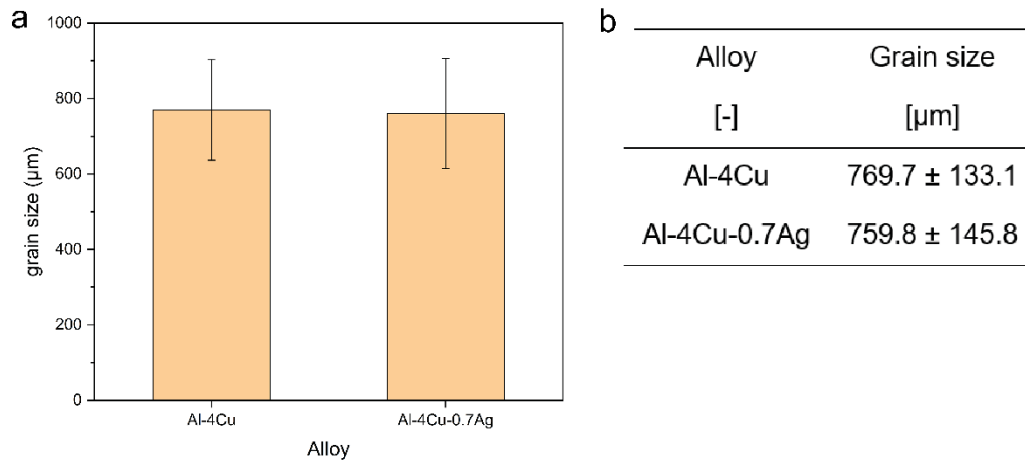 a
1000
800
600
400
200
0
grain size (µm)
Al-4Cu
Al-4Cu-0.7Ag
Alloy
b
Alloy Grain size
[-] [µm]
Al-4Cu 769.7 ± 133.1
Al-4Cu-0.7Ag 759.8 ± 145.8